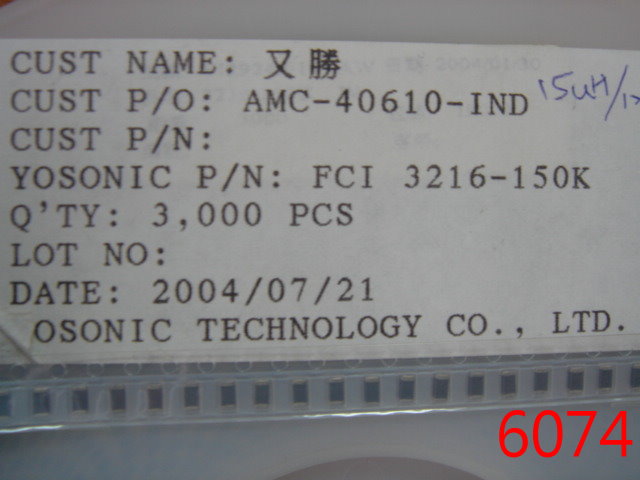 CUST NAME: 又勝
CUST P/O: AMC-40610-IND
15uH/
CUST P/N:
YOSONIC P/N: FCI 3216-150K
Q'TY: 3,000 PCS
LOT NO:
DATE: 2004/07/21
OSONIC TECHNOLOGY CO., LTD.
6074